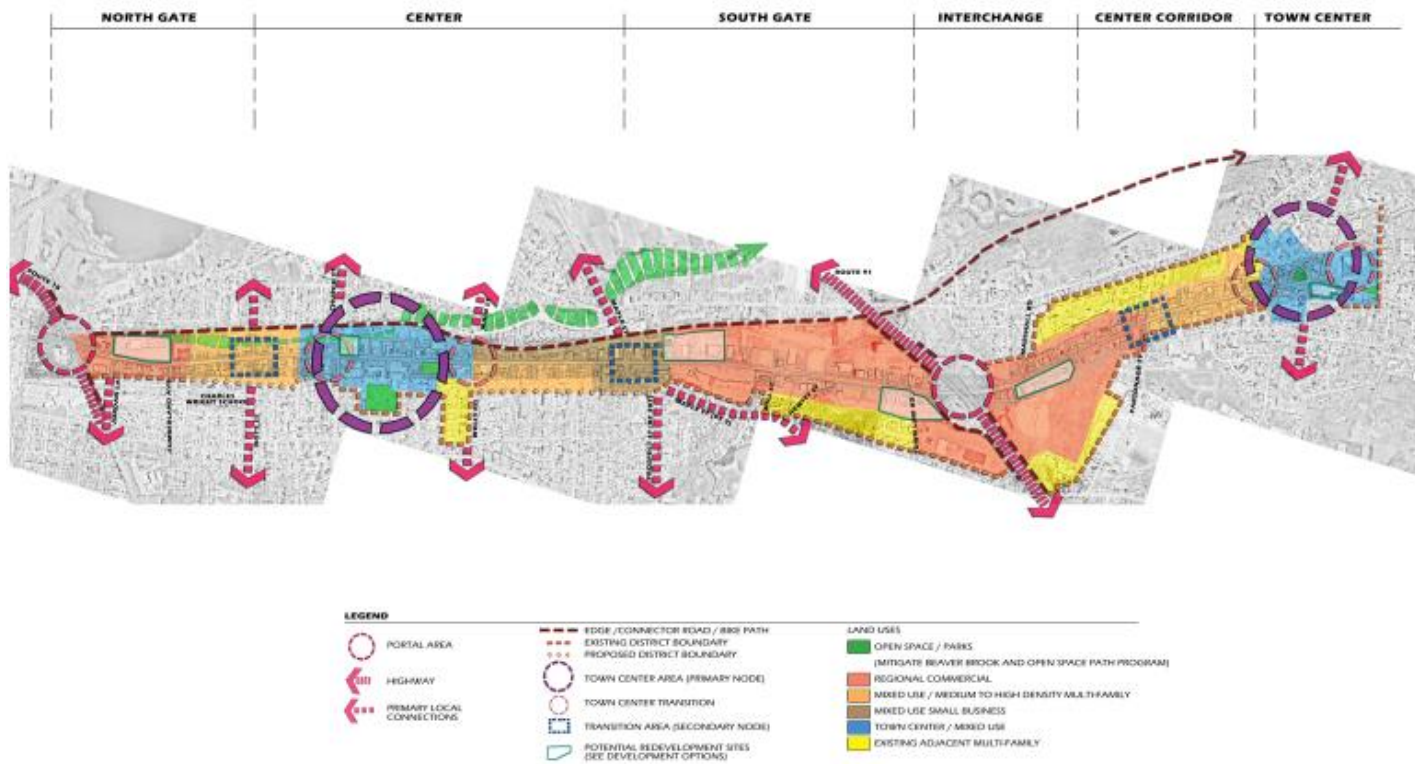 NORTH GATE
CENTER
SOUTH GATE
INTERCHANGE
CENTER CORRIDOR
TOWN CENTER
ROUTE 91
CHARLES
WRIGHT SCHOOL
LEGEND
PORTAL AREA
HIGHWAY
PRIMARY LOCAL
CONNECTIONS
EDGE /CONNECTOR ROAD / BIKE PATH
EXISTING DISTRICT BOUNDARY
PROPOSED DISTRICT BOUNDARY
TOWN CENTER AREA (PRIMARY NODE)
TOWN CENTER TRANSITION
TRANSITION AREA (SECONDARY NODE)
POTENTIAL REDEVELOPMENT SITES
(SEE DEVELOPMENT OPTIONS)
LAND USES
OPEN SPACE / PARKS
(MITIGATE BEAVER BROOK AND OPEN SPACE PATH PROGRAM)
REGIONAL COMMERCIAL
MIXED USE / MEDIUM TO HIGH DENSITY MULTI-FAMILY
MIXED USE SMALL BUSINESS
TOWN CENTER / MIXED USE
EXISTING ADJACENT MULTI-FAMILY